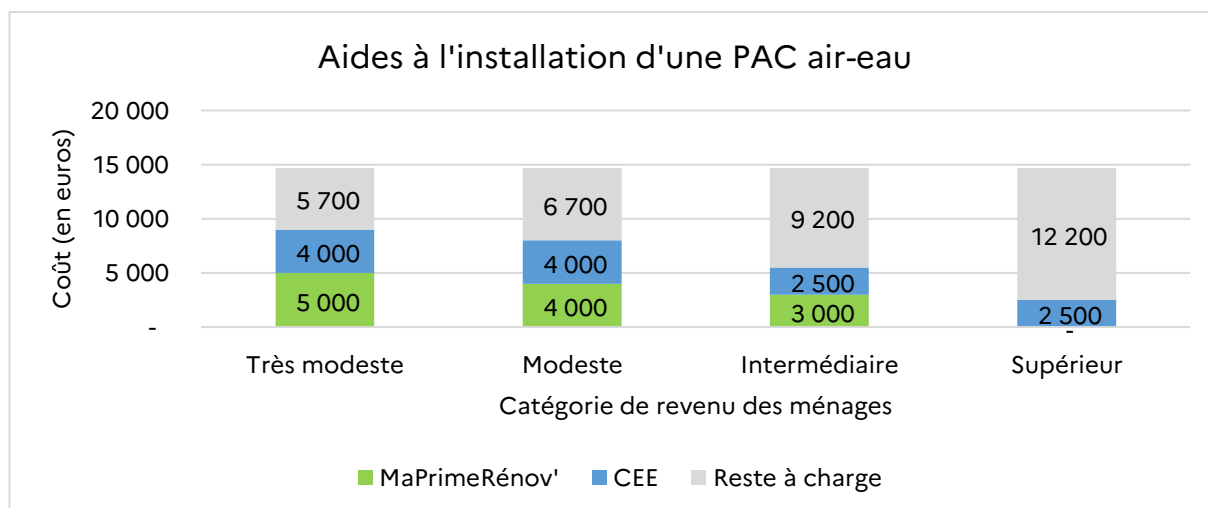 Aides à l'installation d'une PAC air-eau
Coût (en euros)
20 000
15 000
10 000
5 000
-
5 700
6 700
9 200
12 200
4 000
4 000
2 500
2 500
5 000
4 000
3 000
-
Très modeste
Modeste
Intermédiaire
Supérieur
Catégorie de revenu des ménages
MaPrimeRénov'
CEE
Reste à charge